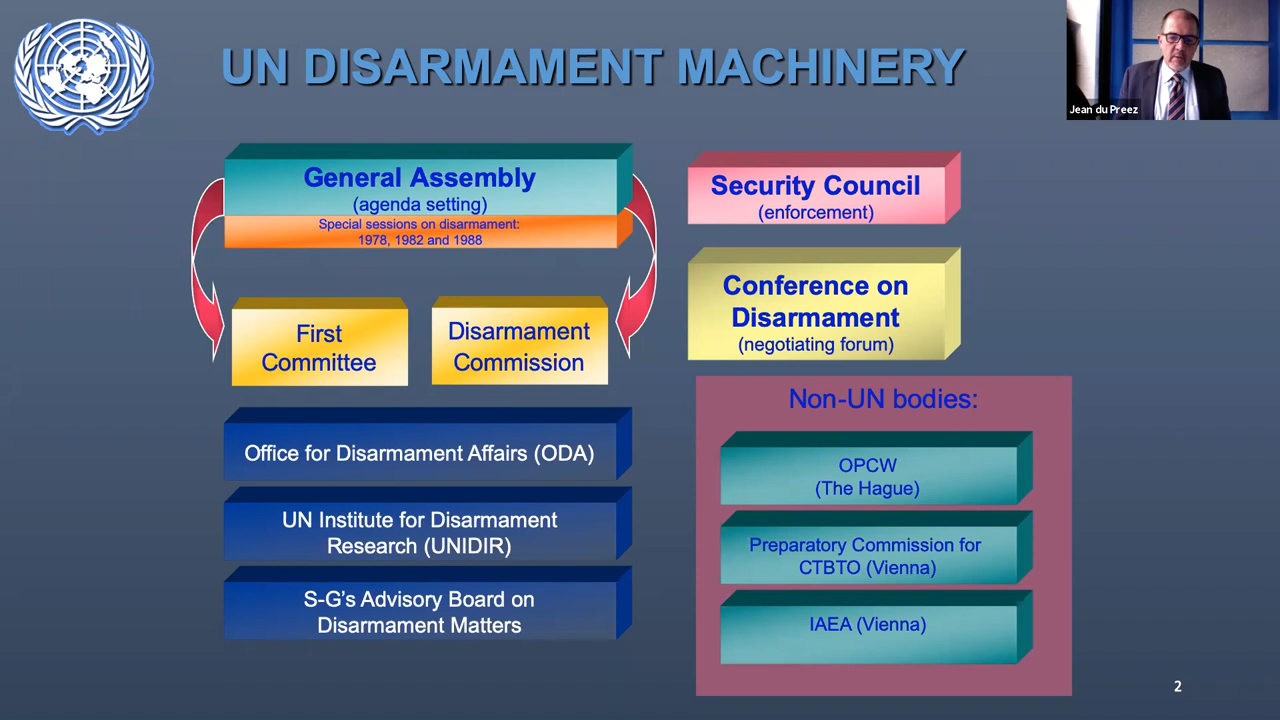 UN DISARMAMENT MACHINERY
Jean du Preez
General Assembly
(agenda setting)
Special sessions on disarmament:
1978, 1982 and 1988
First
Committee
Disarmament
Commission
Office for Disarmament Affairs (ODA)
UN Institute for Disarmament
Research (UNIDIR)
S-G's Advisory Board on
Disarmament Matters
Security Council
(enforcement)
Conference on
Disarmament
(negotiating forum)
Non-UN bodies:
OPCW
(The Hague)
Preparatory Commission for
CTBTO (Vienna)
IAEA (Vienna)
2